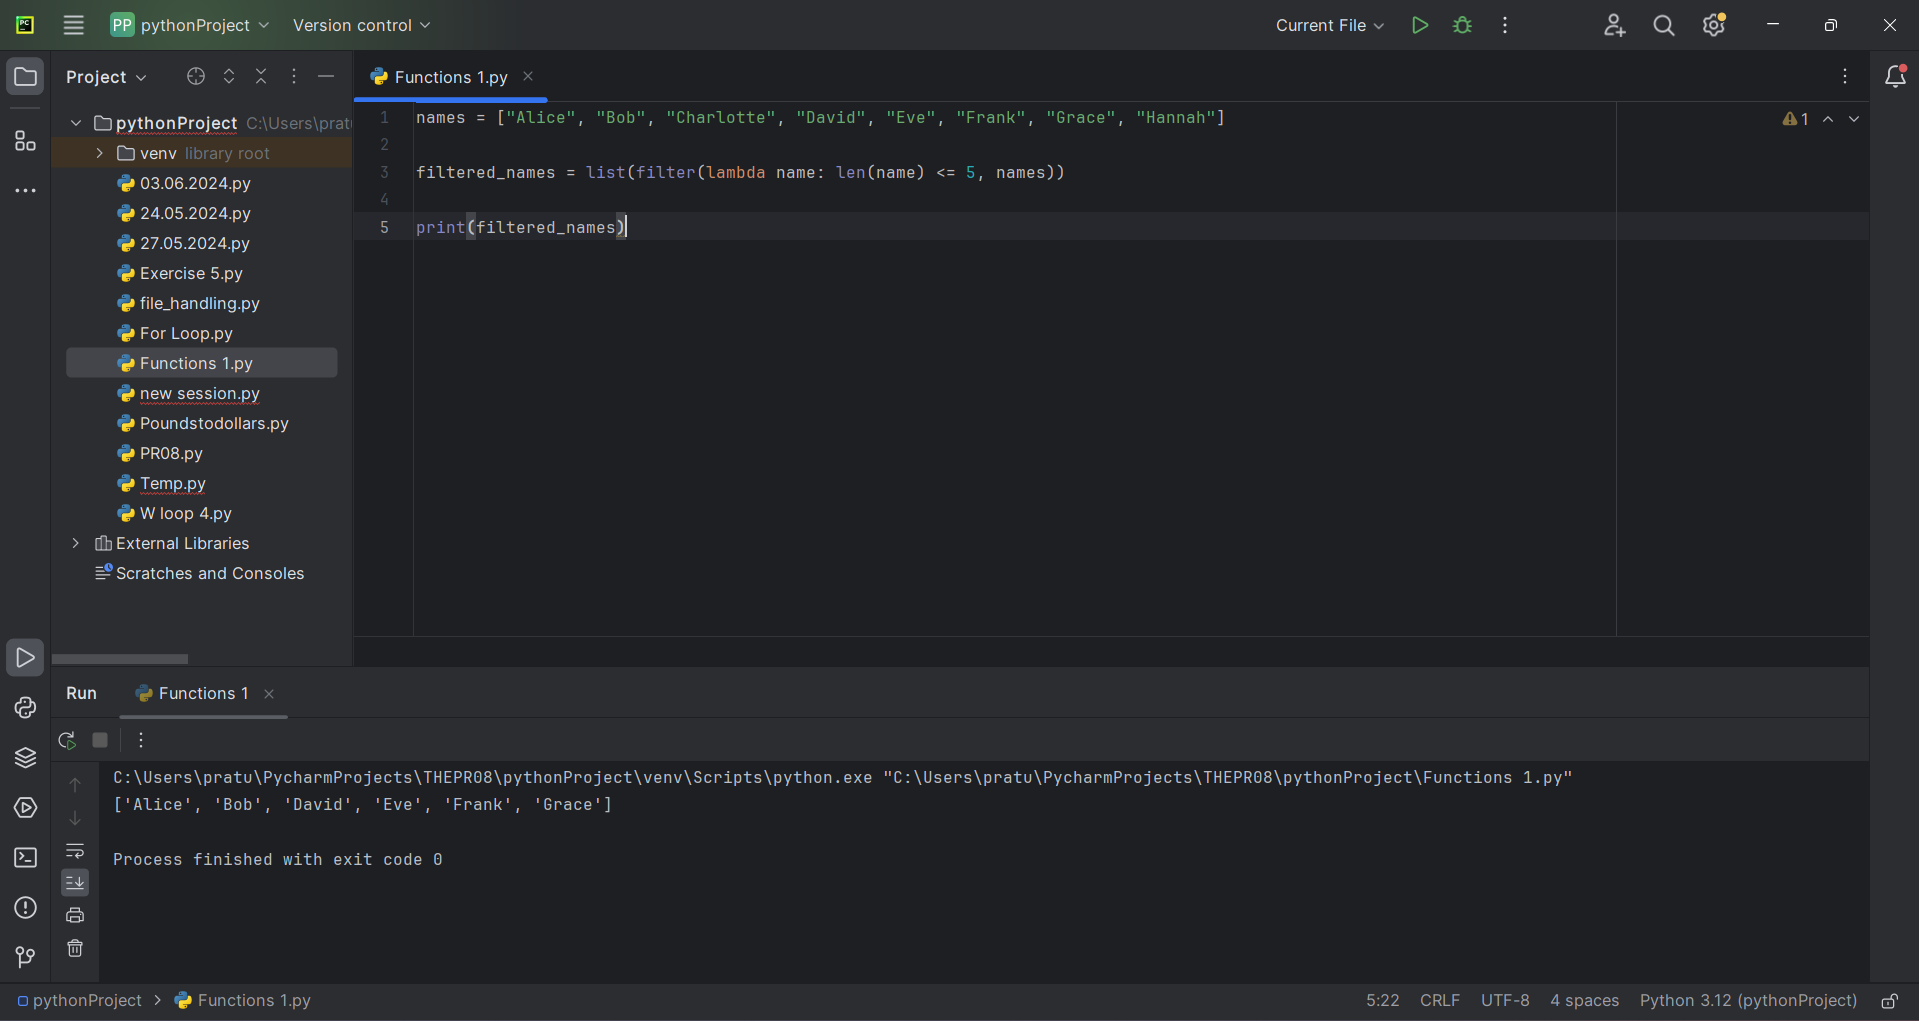 PC
PP pythonProject Version control Current File
Project
Functions 1.py
pythonProject C:\Users\prat
venv library root
03.06.2024.py
24.05.2024.py
27.05.2024.py
Exercise 5.py
file_handling.py
For Loop.py
Functions 1.py
new session.py
Poundstodollars.py
PR08.py
Temp.py
W loop 4.py
External Libraries
Scratches and Consoles
1 names = ["Alice", "Bob", "Charlotte", "David", "Eve", "Frank", "Grace", "Hannah"] 1
2
3 filtered_names = list(filter(lambda name: len(name) <= 5, names))
4
5 print(filtered_names)
Run Functions 1
C:\Users\pratu\PycharmProjects\THEPR08\pythonProject\venv\Scripts\python.exe "C:\Users\pratu\PycharmProjects\THEPR08\pythonProject\Functions 1.py"
['Alice', 'Bob', 'David', 'Eve', 'Frank', 'Grace']
Process finished with exit code 0
pythonProject > Functions 1.py 5:22 CRLF UTF-8 4 spaces Python 3.12 (pythonProject)